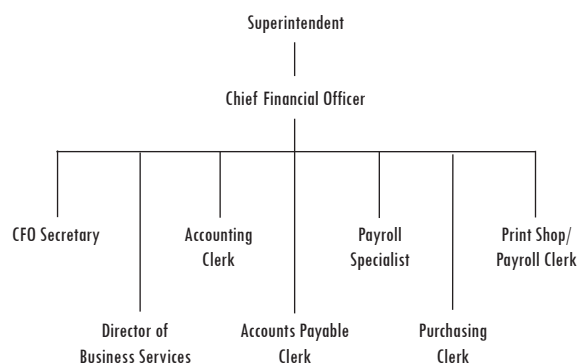 Superintendent
Chief Financial Officer
CFO Secretary
Accounting
Clerk
Payroll
Specialist
Print Shop/
Payroll Clerk
Director of
Business Services
Accounts Payable
Clerk
Purchasing
Clerk